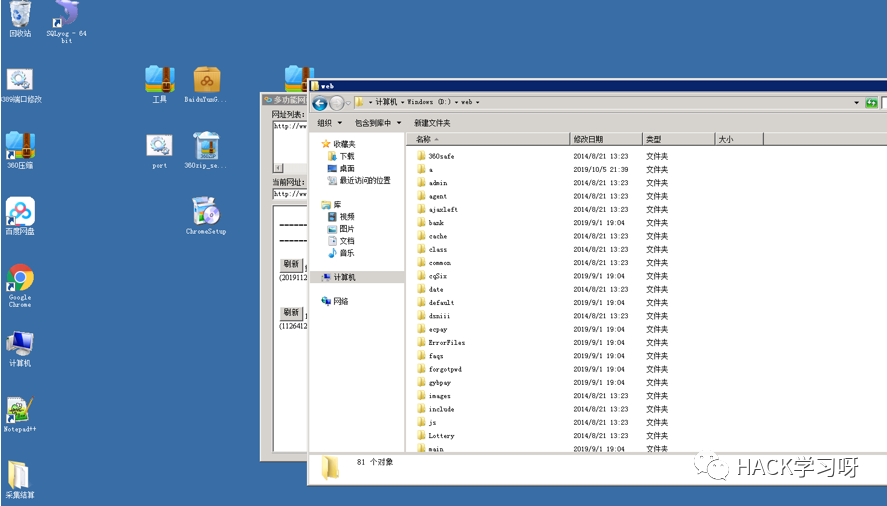 回收站
SQLyog - 64
bit
3389端口修改
工具
BaiduYunG...
360压缩
port
360zip_se...
百度网盘
ChromeSetup
Google
Chrome
计算机
Notepad++
采集结算
多功能网
网址列表:
http://ww
当前网址:
http://ww
刷新
(2019112
刷新
(1126412
web
计算机 Windows (D:) web
组织 包含到库中 新建文件夹
收藏夹
下载
桌面
最近访问的位置
库
视频
图片
文档
音乐
计算机
网络
名称 修改日期 类型 大小
360safe 2014/8/21 13:23 文件夹
a 2019/10/5 21:39 文件夹
admin 2014/8/21 13:23 文件夹
agent 2014/8/21 13:23 文件夹
ajaxleft 2014/8/21 13:23 文件夹
bank 2019/9/1 19:04 文件夹
cache 2014/8/21 13:23 文件夹
class 2014/8/21 13:23 文件夹
common 2014/8/21 13:23 文件夹
cqSix 2019/9/1 19:04 文件夹
date 2014/8/21 13:23 文件夹
default 2019/9/1 19:04 文件夹
dxniii 2014/8/21 13:23 文件夹
ecpay 2019/9/1 19:04 文件夹
ErrorFiles 2019/9/1 19:04 文件夹
faqs 2019/9/1 19:04 文件夹
forgotpwd 2019/9/1 19:04 文件夹
gybpay 2019/9/1 19:04 文件夹
images 2014/8/21 13:23 文件夹
include 2014/8/21 13:23 文件夹
js 2014/8/21 13:23 文件夹
Lottery 2014/8/21 13:23 文件夹
main 2019/9/1 19:04 文件夹
81 个对象
HACK学习呀